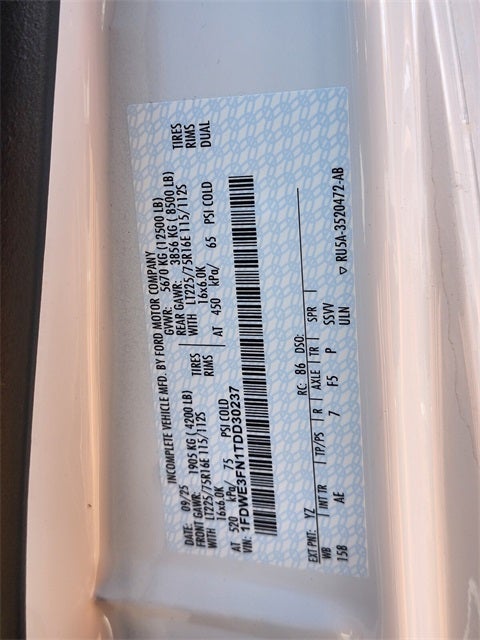 INCOMPLETE VEHICLE MFD. BY FORD MOTOR COMPANY
DATE: 09/25 GVWR: 5670 KG (12500 LB)
FRONT GAWR: 1905 KG ( 4200 LB) REAR GAWR: 3856 KG ( 8500 LB)
WITH LT225/75R16E 115/112S TIRES WITH LT225/75R16E 115/112S TIRES
16x6.0K RIMS 16x6.0K RIMS
AT 520 kPa/ 75 PSI COLD AT 450 kPa/ 65 PSI COLD DUAL
VIN: 1FDWE3FN1TDD30237
EXT PNT: YZ RC: 86 DSO:
WB INT TR TP/PS R AXLE TR SPR
158 AE 7 F5 P SSVV
ULN
▽ RU5A-3520472-AB